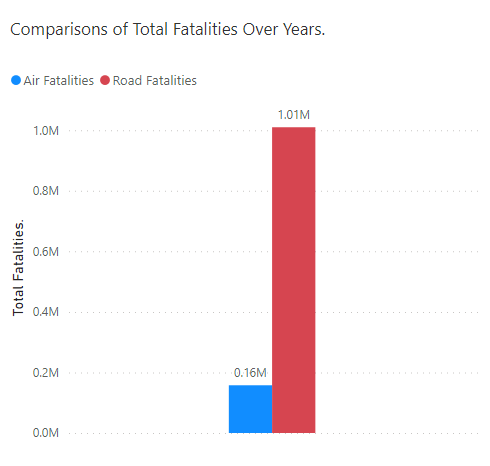 Comparisons of Total Fatalities Over Years.
Air Fatalities Road Fatalities
1.01M
1.0M
0.8M
0.6M
0.4M
0.2M
0.16M
0.0M
Total Fatalities.